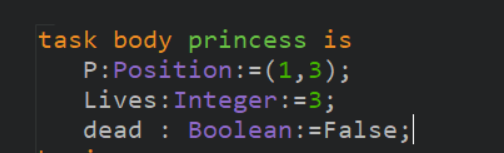 task body princess is
P:Position:=(1,3);
Lives:Integer:=3;
dead : Boolean:=False;